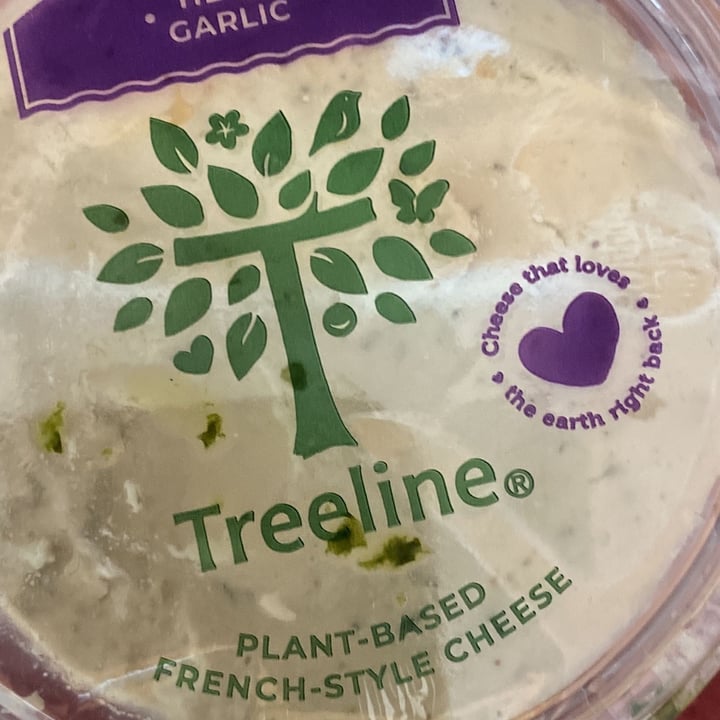 GARLIC
Cheese that loves
the earth right back
Treeline®
PLANT-BASED
FRENCH-STYLE CHEESE